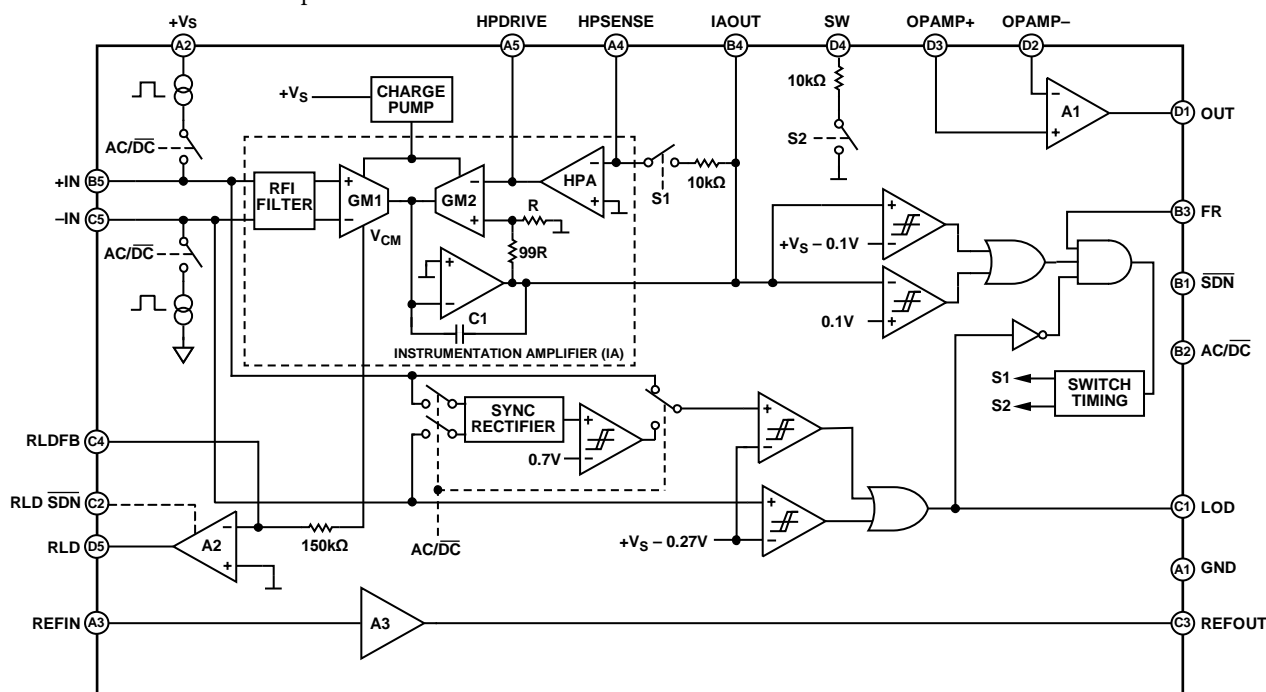 +VS
HPDRIVE
HPSENSE
IAOUT
SW
OPAMP+
OPAMP–
A2
A5
A4
B4
D4
D3
D2
10kΩ
CHARGE
PUMP
+VS
–
+
A1
D1
OUT
AC/DC
S2
+IN
B5
RFI
FILTER
+
–
GM1
GM2
–
+
HPA
–
+
S1
10kΩ
R
–IN
C5
VCM
99R
+
–
+VS – 0.1V
B3
FR
AC/DC
+
–
–
+
0.1V
B1
SDN
C1
INSTRUMENTATION AMPLIFIER (IA)
B2
AC/DC
S1
S2
SWITCH
TIMING
SYNC
RECTIFIER
+
–
0.7V
+
–
RLDFB
C4
RLD SDN
C2
+
–
C1
LOD
RLD
D5
A2
–
+
150kΩ
AC/DC
+VS – 0.27V
A1
GND
REFIN
A3
A3
C3
REFOUT